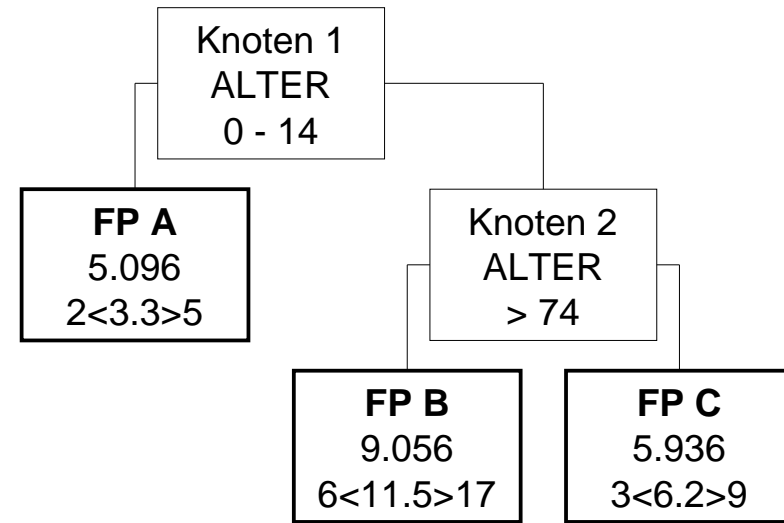 Knoten 1
ALTER
0 - 14
FP A
5.096
2<3.3>5
Knoten 2
ALTER
> 74
FP B
9.056
6<11.5>17
FP C
5.936
3<6.2>9